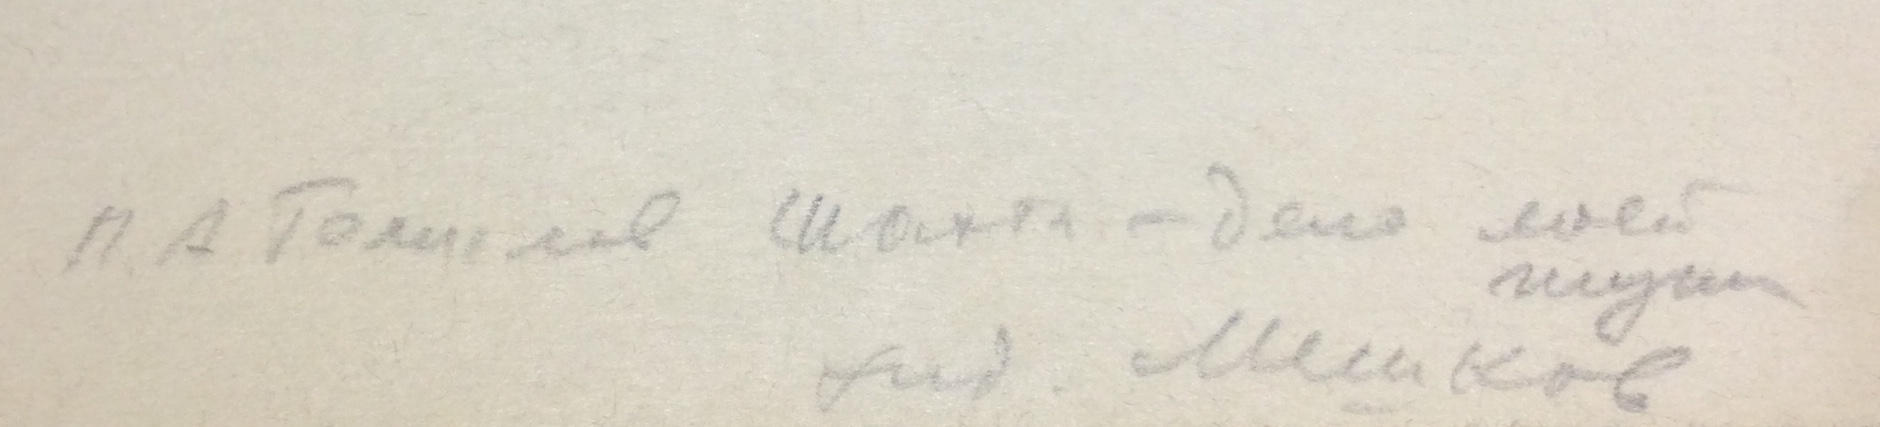 П. А Шахта - дело моей
жизни
худ. Мешков